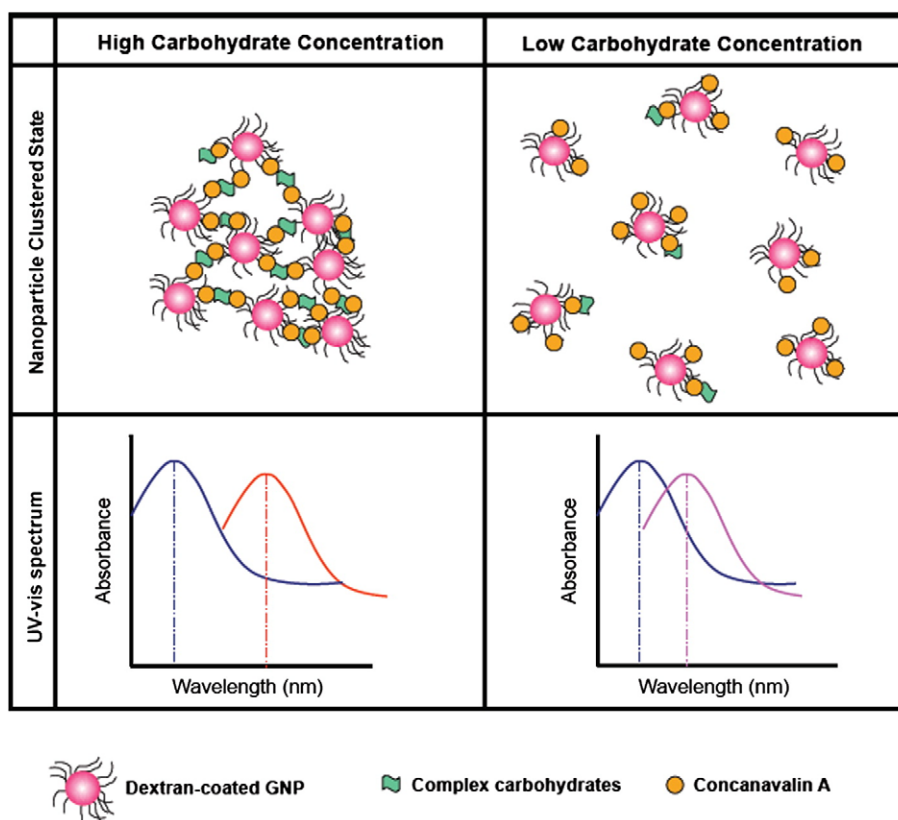 High Carbohydrate Concentration
Low Carbohydrate Concentration
Nanoparticle Clustered State
UV-vis spectrum
Absorbance
Wavelength (nm)
Absorbance
Wavelength (nm)
Dextran-coated GNP
Complex carbohydrates
Concanavalin A